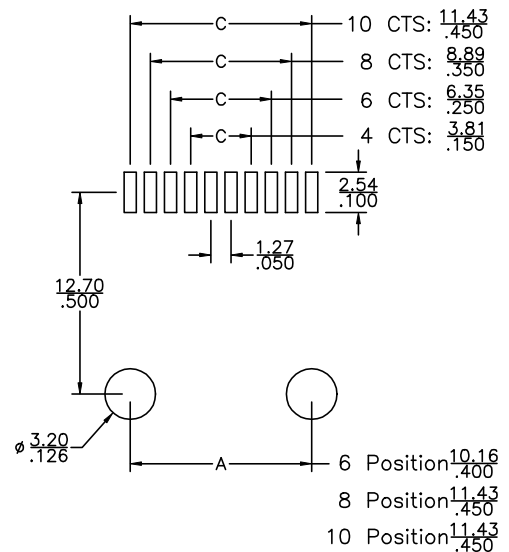 C 10 CTS: 11.43
.450
C 8 CTS: 8.89
.350
C 6 CTS: 6.35
.250
C 4 CTS: 3.81
.150
2.54
.100
1.27
.050
12.70
.500
ø 3.20
.126
A 6 Position 10.16
.400
8 Position 11.43
.450
10 Position 11.43
.450